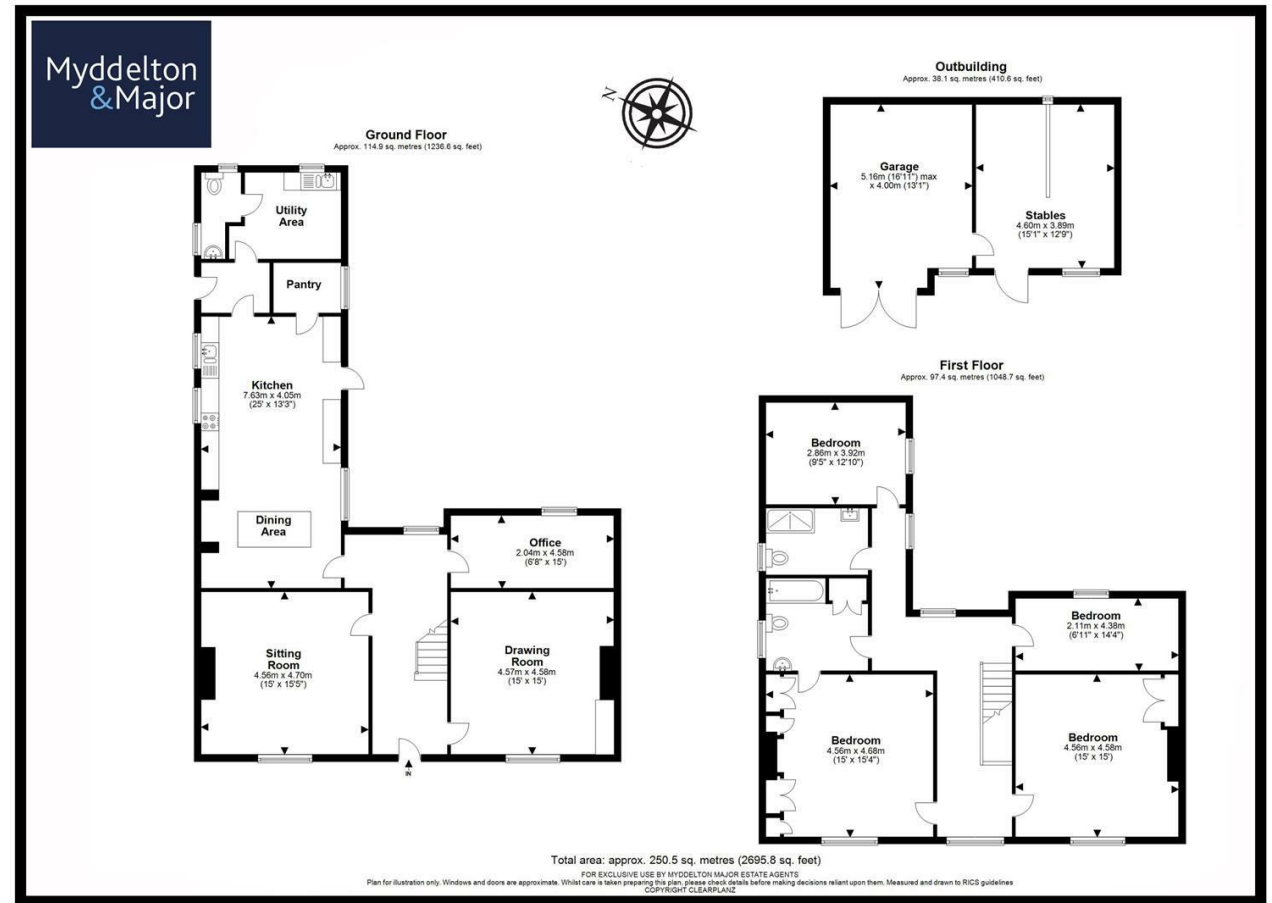 Myddelton
&Major
Ground Floor
Approx. 114.9 sq. metres (1236.6 sq. feet)
N
Outbuilding
Approx. 38.1 sq. metres (410.6 sq. feet)
Garage
5.16m (16'11") max
x 4.00m (13'1")
Stables
4.60m x 3.89m
(15'1" x 12'9")
Utility
Area
Pantry
Kitchen
7.63m x 4.05m
(25' x 13'3")
Dining
Area
Office
2.04m x 4.58m
(6'8" x 15')
Sitting
Room
4.56m x 4.70m
(15' x 15'5")
Drawing
Room
4.57m x 4.58m
(15' x 15')
IN
First Floor
Approx. 97.4 sq. metres (1048.7 sq. feet)
Bedroom
2.86m x 3.92m
(9'5" x 12'10")
Bedroom
2.11m x 4.38m
(6'11" x 14'4")
Bedroom
4.56m x 4.68m
(15' x 15'4")
Bedroom
4.56m x 4.58m
(15' x 15')
Total area: approx. 250.5 sq. metres (2695.8 sq. feet)
FOR EXCLUSIVE USE BY MYDDELTON MAJOR ESTATE AGENTS
Plan for illustration only. Windows and doors are approximate. Whilst care is taken preparing this plan, please check details before making decisions reliant upon them. Measured and drawn to RICS guidelines
COPYRIGHT CLEARPLANZ